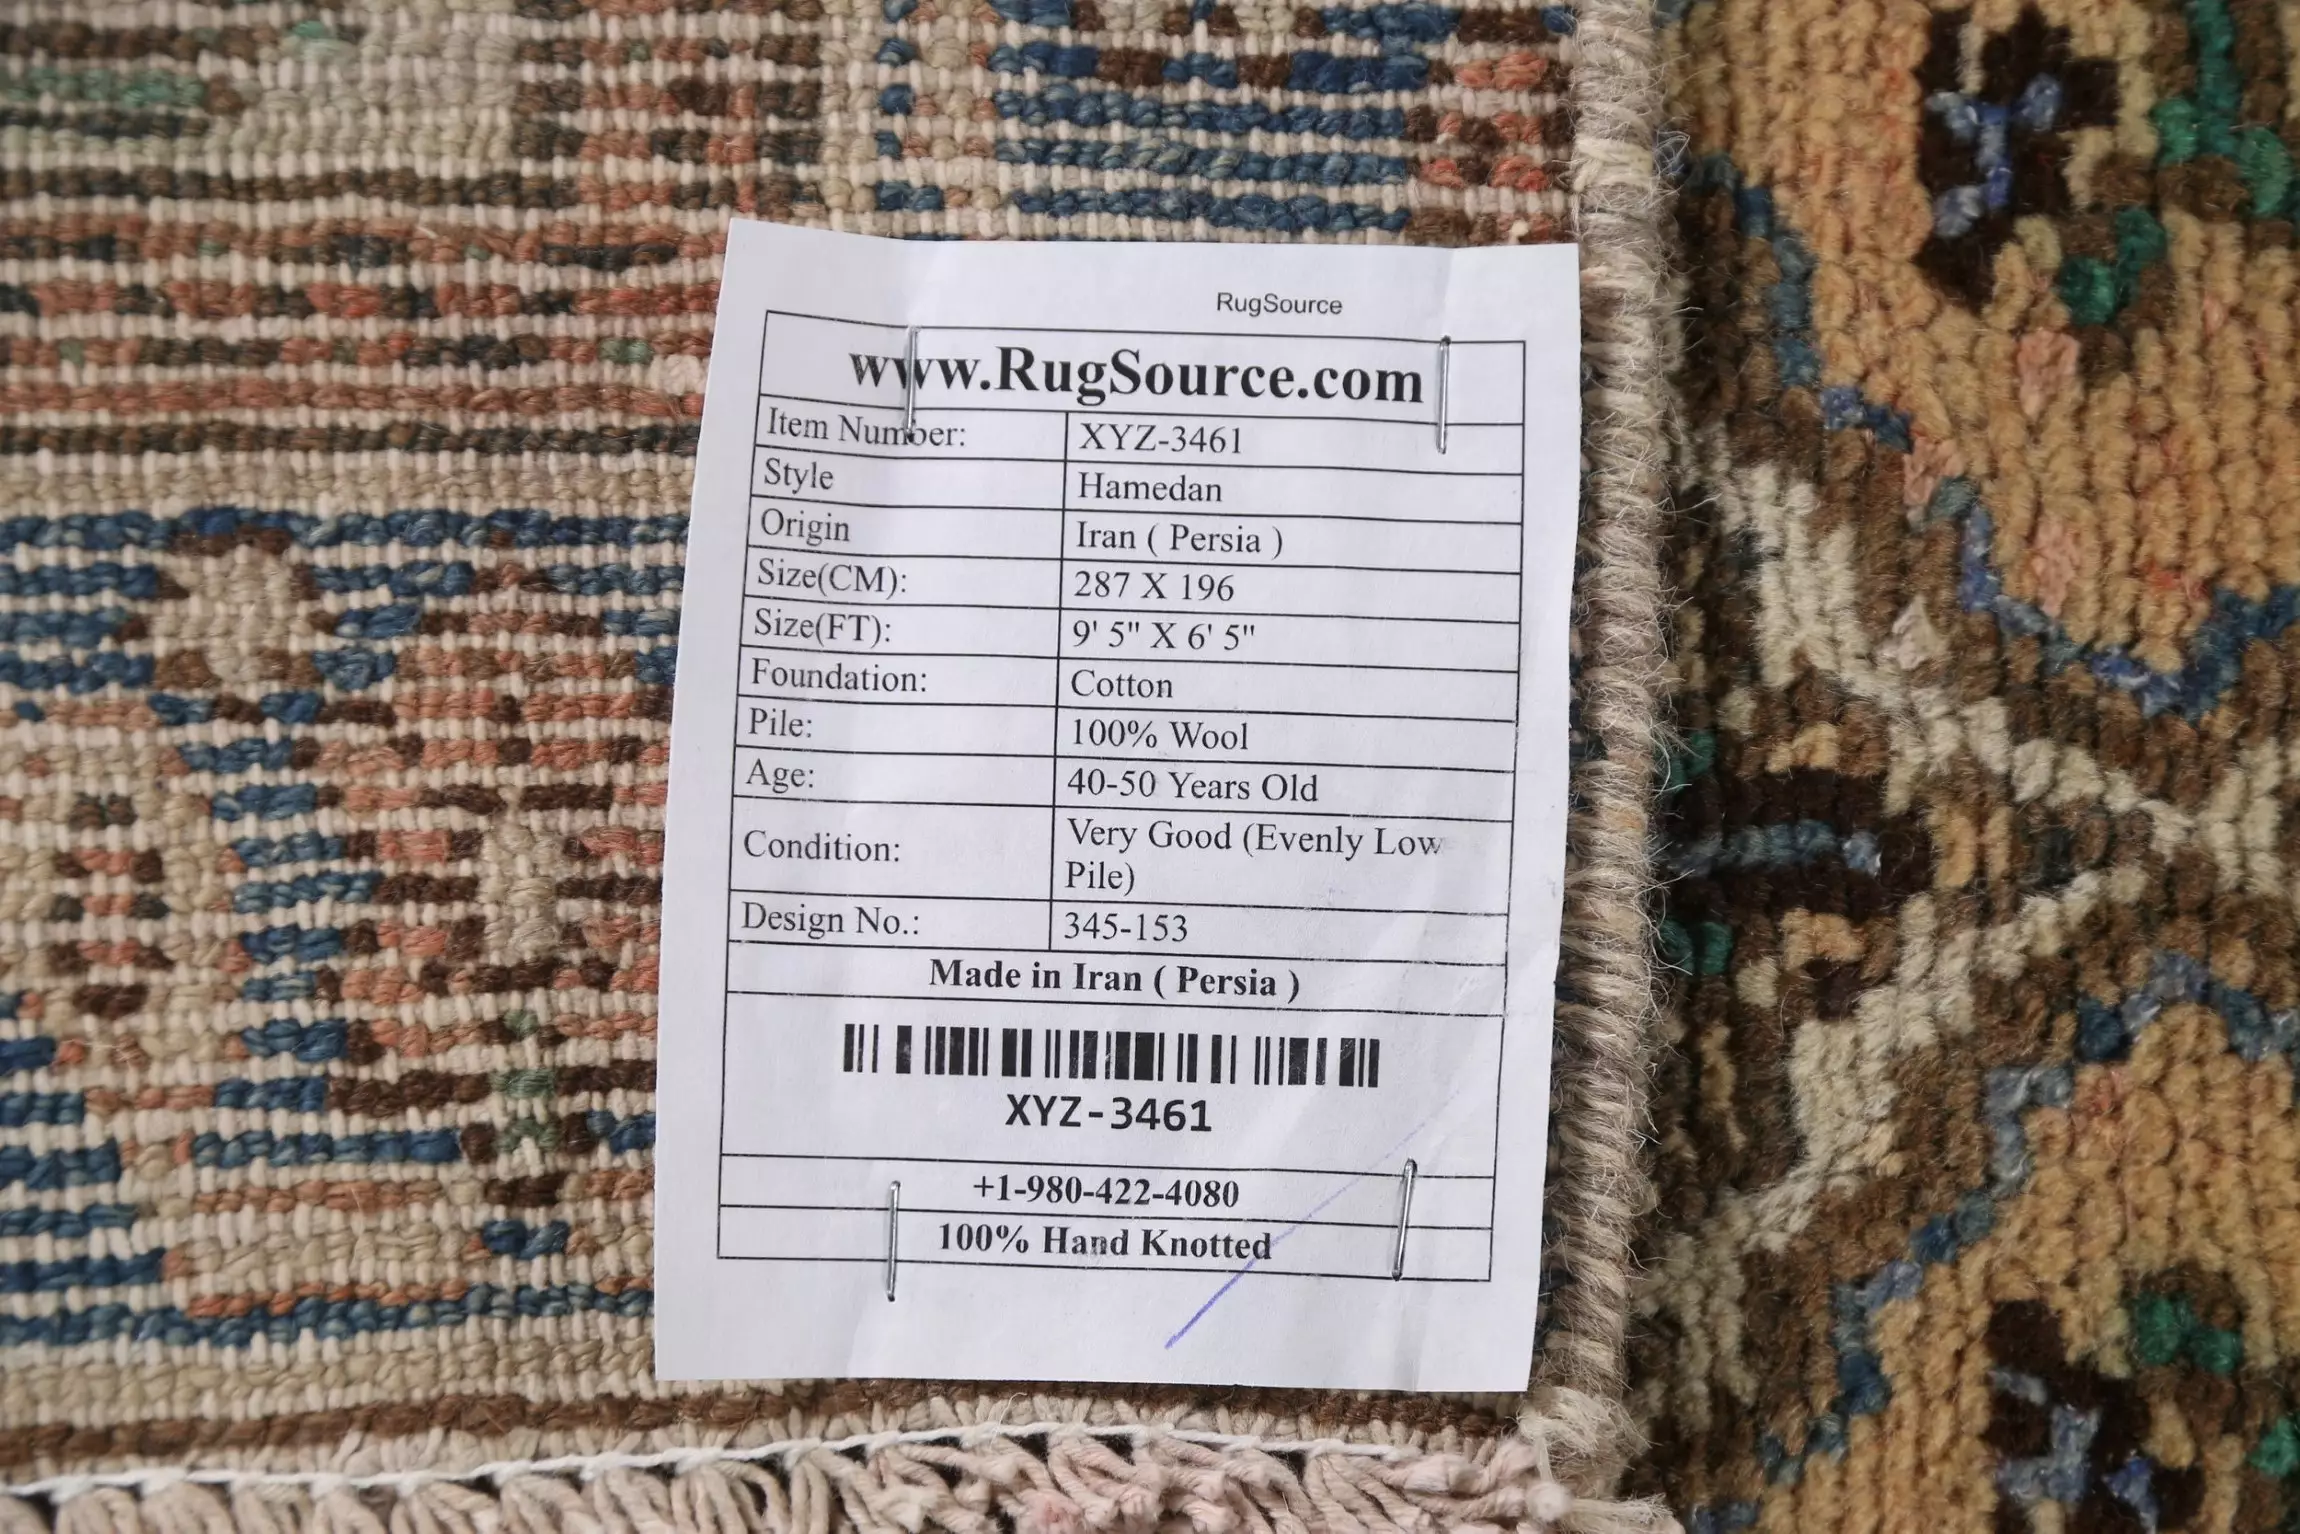 RugSource
www.RugSource.com
Item Number: XYZ-3461
Style Hamedan
Origin Iran ( Persia )
Size(CM): 287 X 196
Size(FT): 9' 5" X 6' 5"
Foundation: Cotton
Pile: 100% Wool
Age: 40-50 Years Old
Condition: Very Good (Evenly Low
Pile)
Design No.: 345-153
Made in Iran ( Persia )
XYZ-3461
+1-980-422-4080
100% Hand Knotted